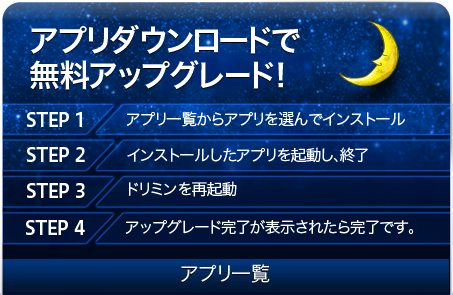 アプリダウンロードで
無料アップグレード!
STEP 1 アプリ一覧からアプリを選んでインストール
STEP 2 インストールしたアプリを起動し、終了
STEP 3 ドリミンを再起動
STEP 4 アップグレード完了が表示されたら完了です。
アプリ一覧